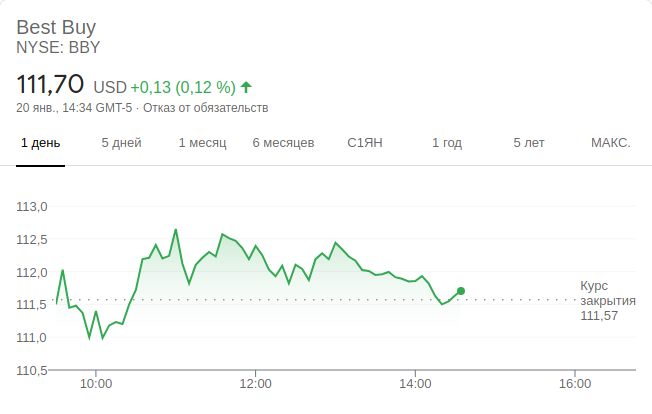 Best Buy
NYSE: BBY
111,70 USD +0,13 (0,12 %)
20 янв., 14:34 GMT-5 · Отказ от обязательств
1 день 5 дней 1 месяц 6 месяцев С1ЯН 1 год 5 лет МАКС.
113,0
112,5
112,0
111,5
111,0
110,5
Курс
закрытия
111,57
10:00 12:00 14:00 16:00